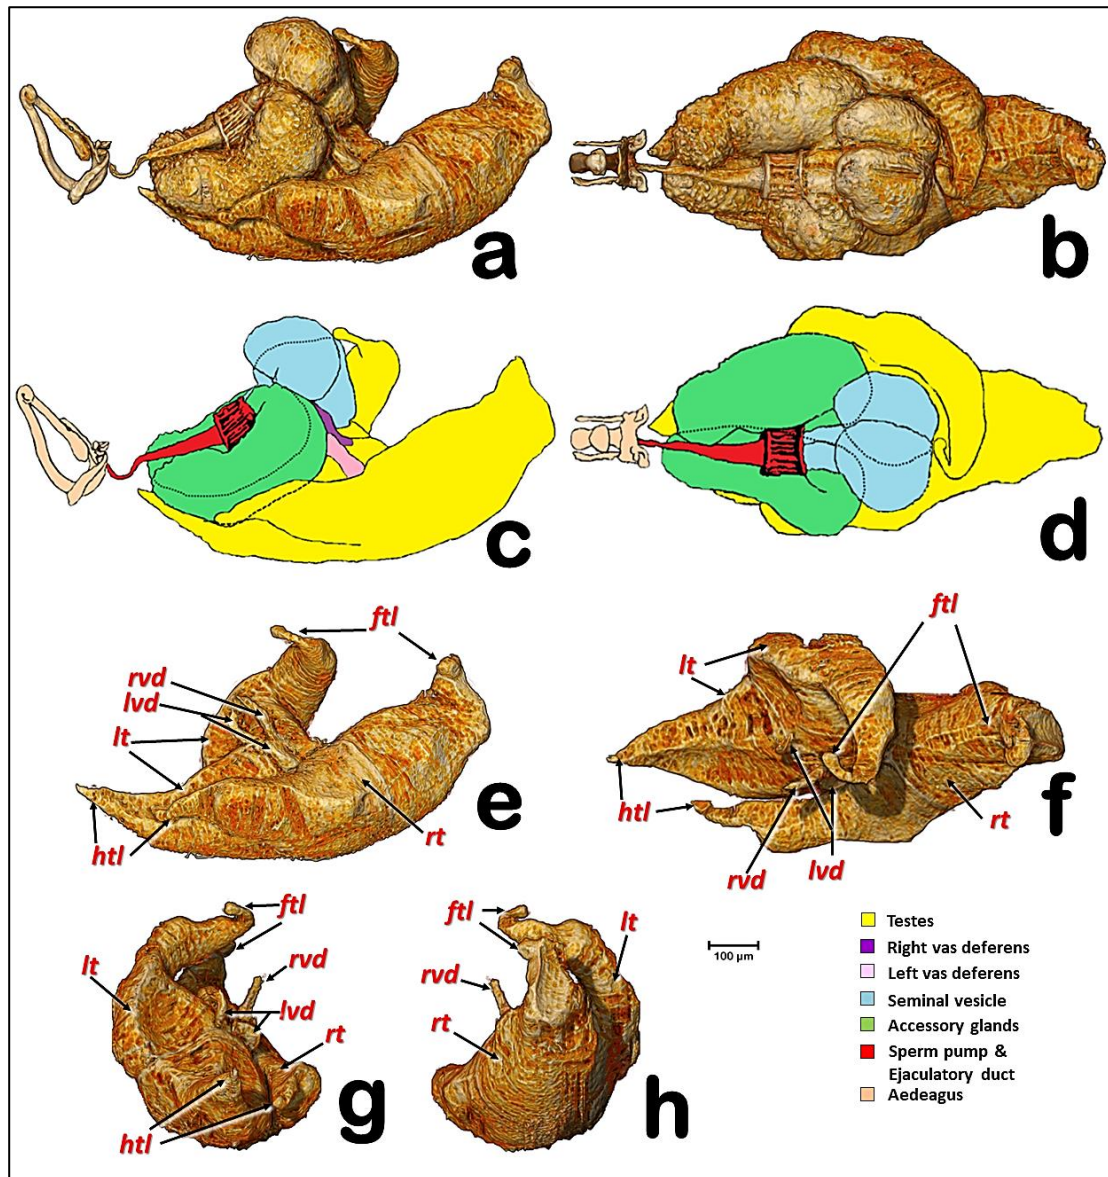 a
b
c
d
ftl
rvd
lvd
lt
e
htl
rt
ftl
lt
htl
f
rt
rvd
lvd
ftl
rvd
lt
lvd
rt
g
htl
ftl
lt
rvd
rt
h
100 μm
Testes
Right vas deferens
Left vas deferens
Seminal vesicle
Accessory glands
Sperm pump &
Ejaculatory duct
Aedeagus